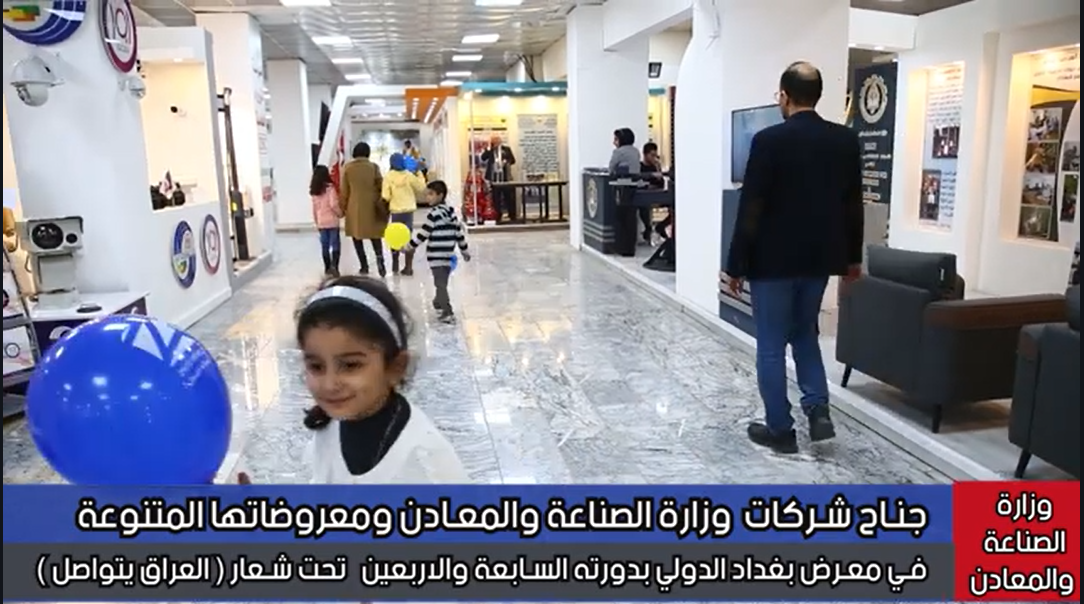 جناح شركات وزارة الصناعة والمعادن ومعروضاتها المتنوعة
في معرض بغداد الدولي بدورته السابعة والاربعين تحت شعار ( العراق يتواصل )
وزارة
الصناعة
والمعادن